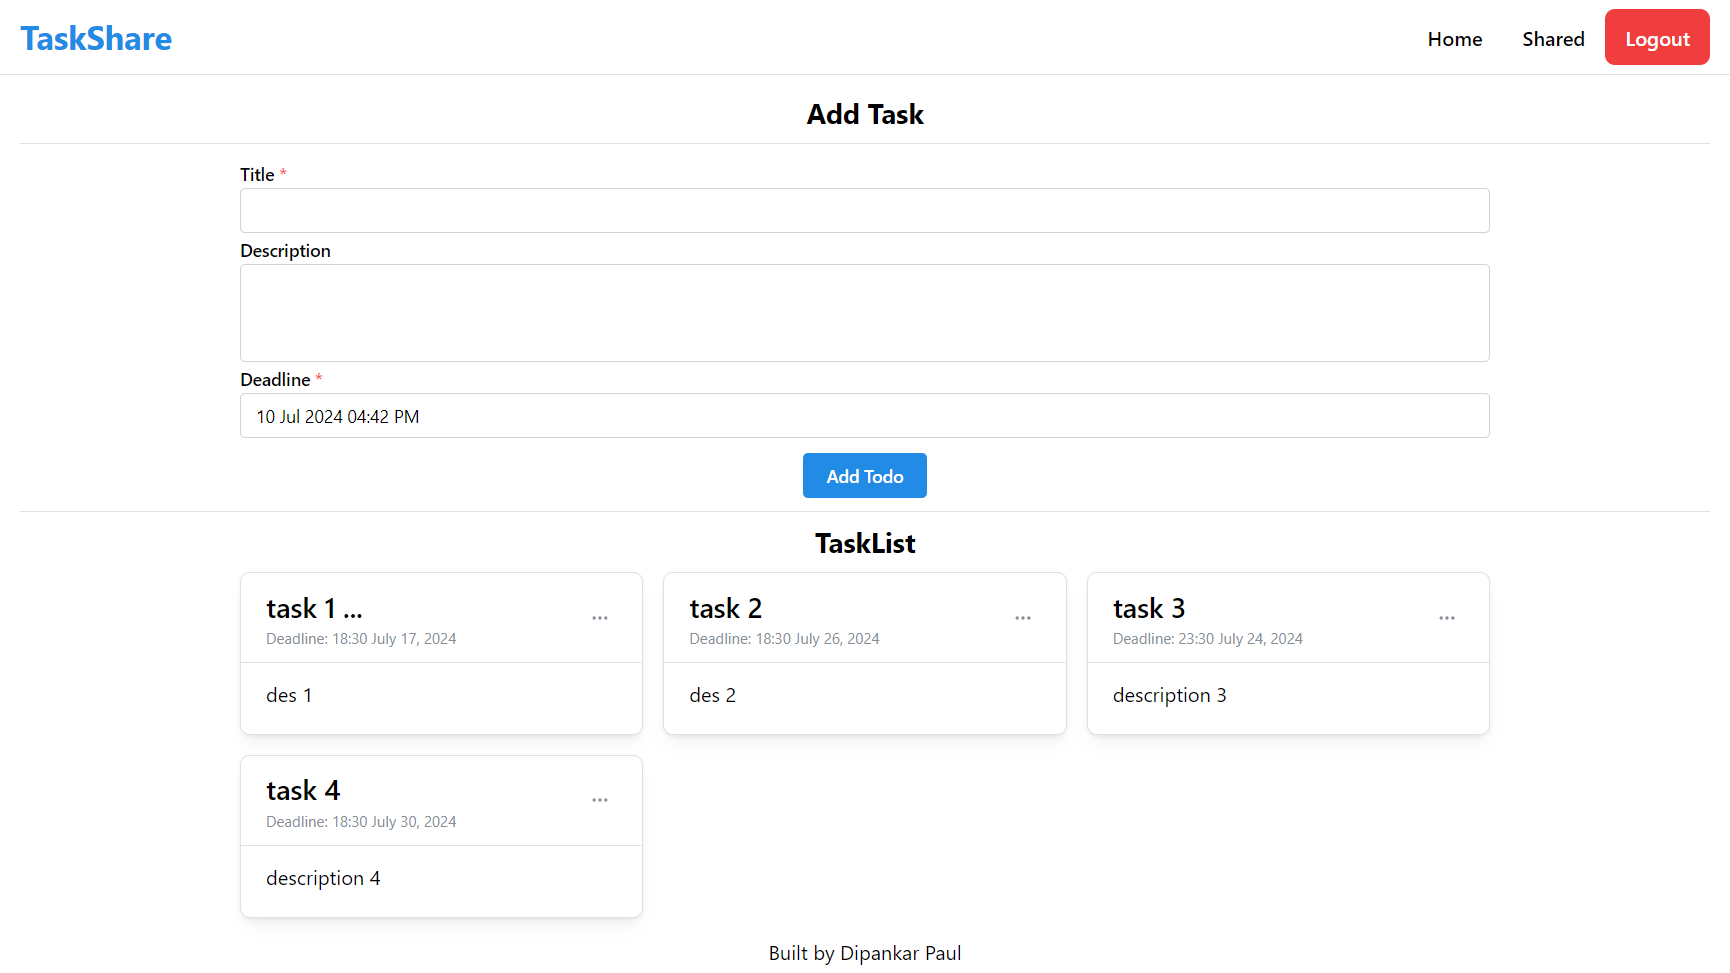 TaskShare
Home
Shared
Logout
Add Task
Title *
Description
Deadline *
10 Jul 2024 04:42 PM
Add Todo
TaskList
task 1 ...
Deadline: 18:30 July 17, 2024
des 1
task 2
Deadline: 18:30 July 26, 2024
des 2
task 3
Deadline: 23:30 July 24, 2024
description 3
task 4
Deadline: 18:30 July 30, 2024
description 4
Built by Dipankar Paul